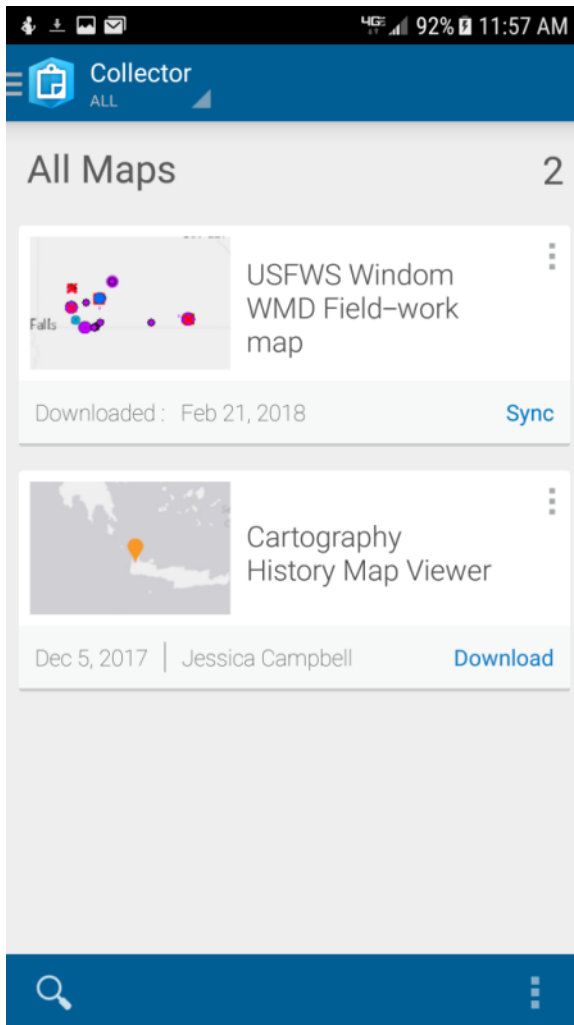 4G LTE 92% 11:57 AM
Collector
ALL
All Maps 2
Falls
USFWS Windom
WMD Field-work
map
Downloaded : Feb 21, 2018 Sync
Cartography
History Map Viewer
Dec 5, 2017 | Jessica Campbell Download